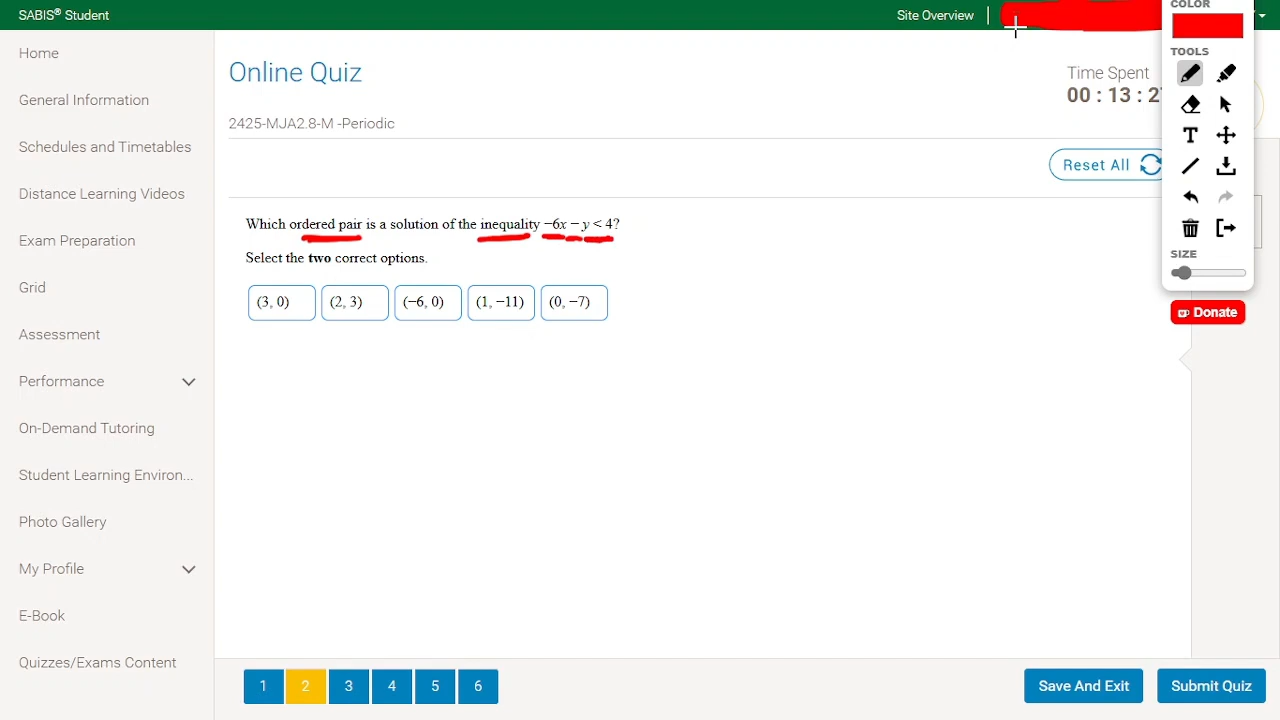 SABIS® Student
Site Overview
COLOR
TOOLS
SIZE
Donate
Home
General Information
Schedules and Timetables
Distance Learning Videos
Exam Preparation
Grid
Assessment
Performance
On-Demand Tutoring
Student Learning Environ...
Photo Gallery
My Profile
E-Book
Quizzes/Exams Content
Online Quiz
Time Spent
00 : 13 :
2425-MJA2.8-M -Periodic
Reset All
Which ordered pair is a solution of the inequality −6x − y < 4?
Select the two correct options.
(3, 0) (2, 3) (−6, 0) (1, −11) (0, −7)
1 2 3 4 5 6
Save And Exit
Submit Quiz